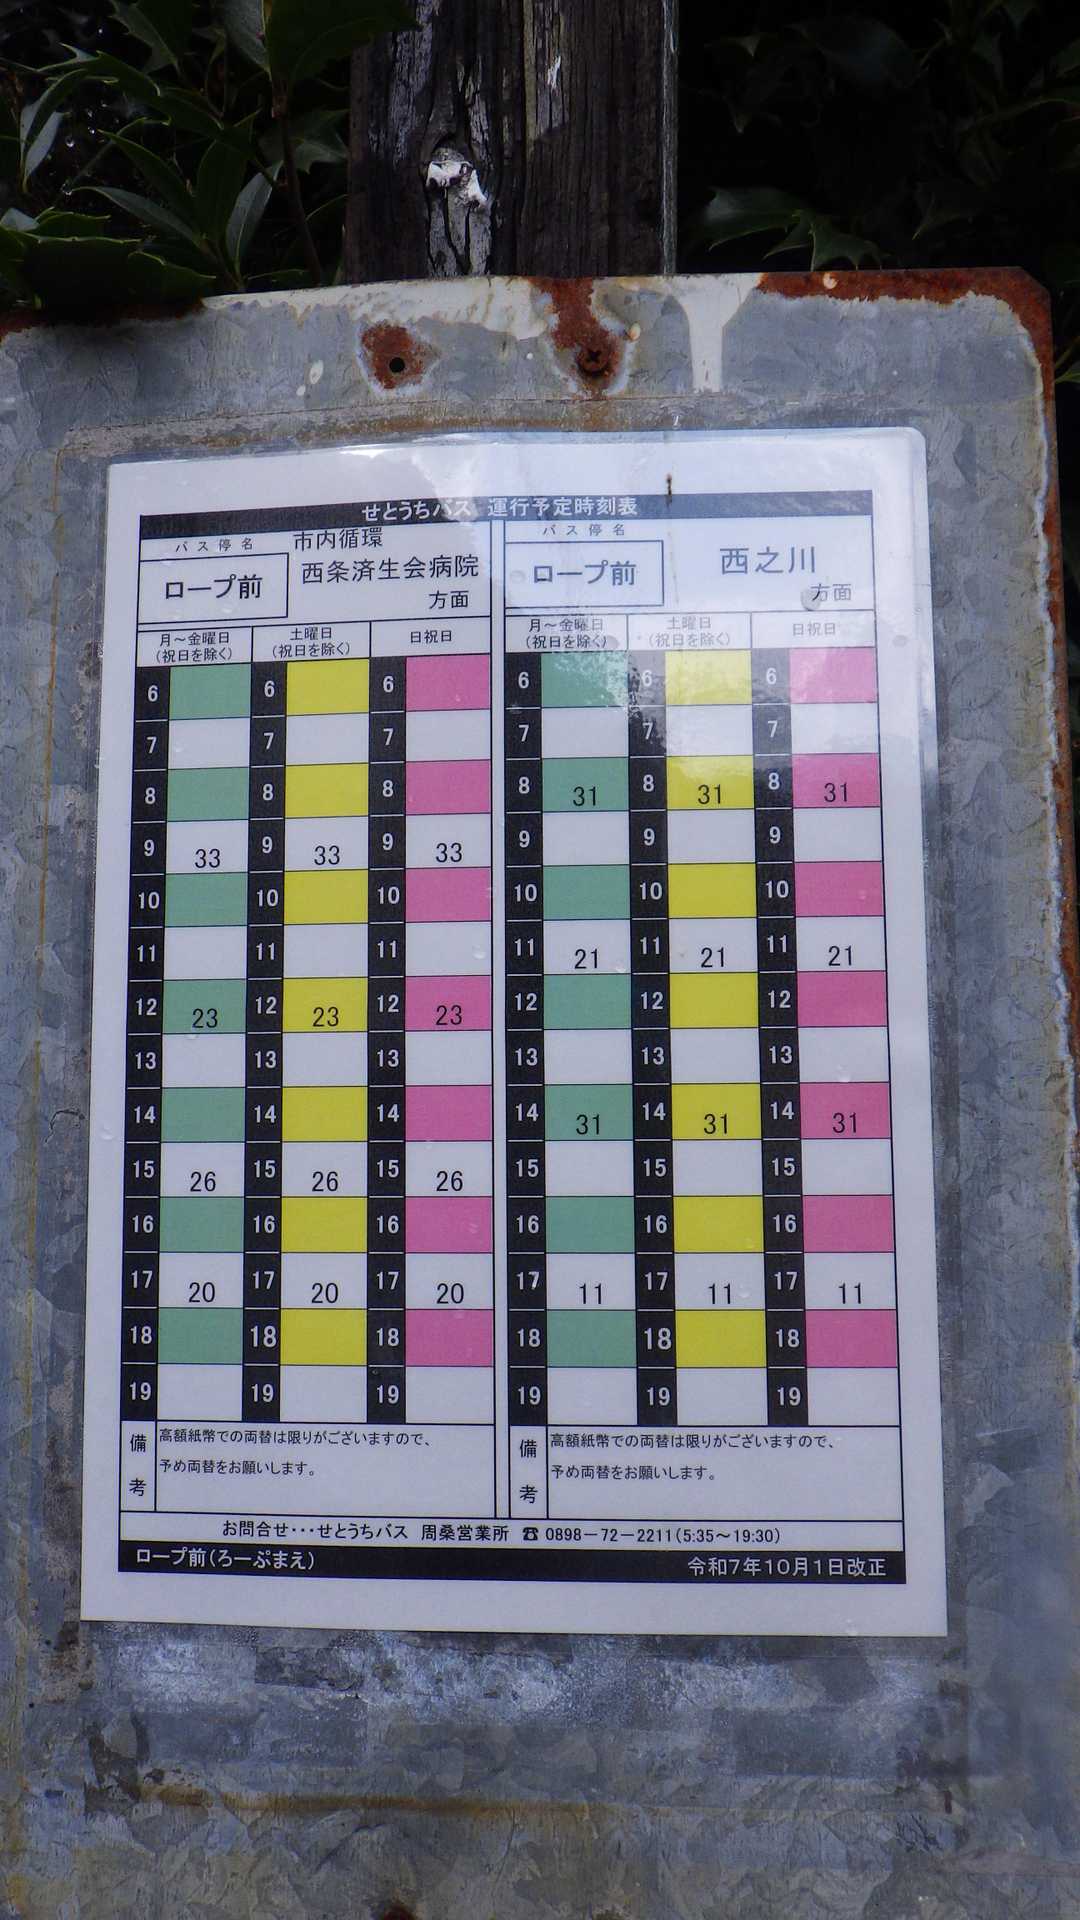 せとうちバス 運行予定時刻表
バス停名 市内循環
ロープ前 西条済生会病院
方面
月～金曜日 土曜日 日祝日
(祝日を除く) (祝日を除く)
6 6 6
7 7 7
8 8 8
9 33 9 33 9 33
10 10 10
11 11 11
12 23 12 23 12 23
13 13 13
14 14 14
15 26 15 26 15 26
16 16 16
17 20 17 20 17 20
18 18 18
19 19 19
備考
高額紙幣での両替は限りがございますので、
予め両替をお願いします。
バス停名
ロープ前 西之川
方面
月～金曜日 土曜日 日祝日
(祝日を除く) (祝日を除く)
6 6 6
7 7 7
8 31 8 31 8 31
9 9 9
10 10 10
11 21 11 21 11 21
12 12 12
13 13 13
14 31 14 31 14 31
15 15 15
16 16 16
17 11 17 11 17 11
18 18 18
19 19 19
備考
高額紙幣での両替は限りがございますので、
予め両替をお願いします。
お問合せ･･･せとうちバス 周桑営業所 ☎ 0898－72－2211(5:35～19:30)
ロープ前(ろーぷまえ) 令和7年10月1日改正